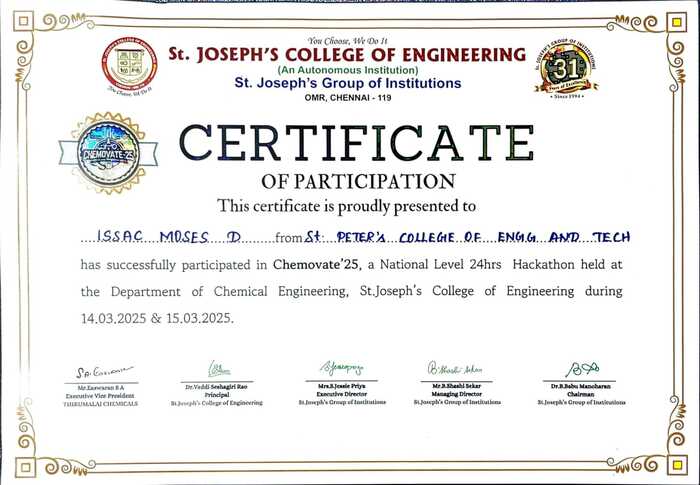 You Choose, We Do It
St. JOSEPH'S COLLEGE OF ENGINEERING
(An Autonomous Institution)
St. Joseph's Group of Institutions
OMR, CHENNAI - 119
St. JOSEPH'S GROUP OF INSTITUTIONS
31
Years of Excellence
• Since 1994 •
You Choose, We Do It
CHEMOVATE-25
CERTIFICATE
OF PARTICIPATION
This certificate is proudly presented to
ISSAC MOSES D from St. PETER'S COLLEGE OF ENGG. AND TECH
has successfully participated in Chemovate'25, a National Level 24hrs Hackathon held at
the Department of Chemical Engineering, St.Joseph's College of Engineering during
14.03.2025 & 15.03.2025.
Mr.Easwaran S A
Executive Vice President
THIRUMALAI CHEMICALS
Dr.Vaddi Seshagiri Rao
Principal
St.Joseph's College of Engineering
Mrs.B.Jessie Priya
Executive Director
St.Joseph's Group of Institutions
Mr.B.Shashi Sekar
Managing Director
St.Joseph's Group of Institutions
Dr.B.Babu Manoharan
Chairman
St.Joseph's Group of Institutions